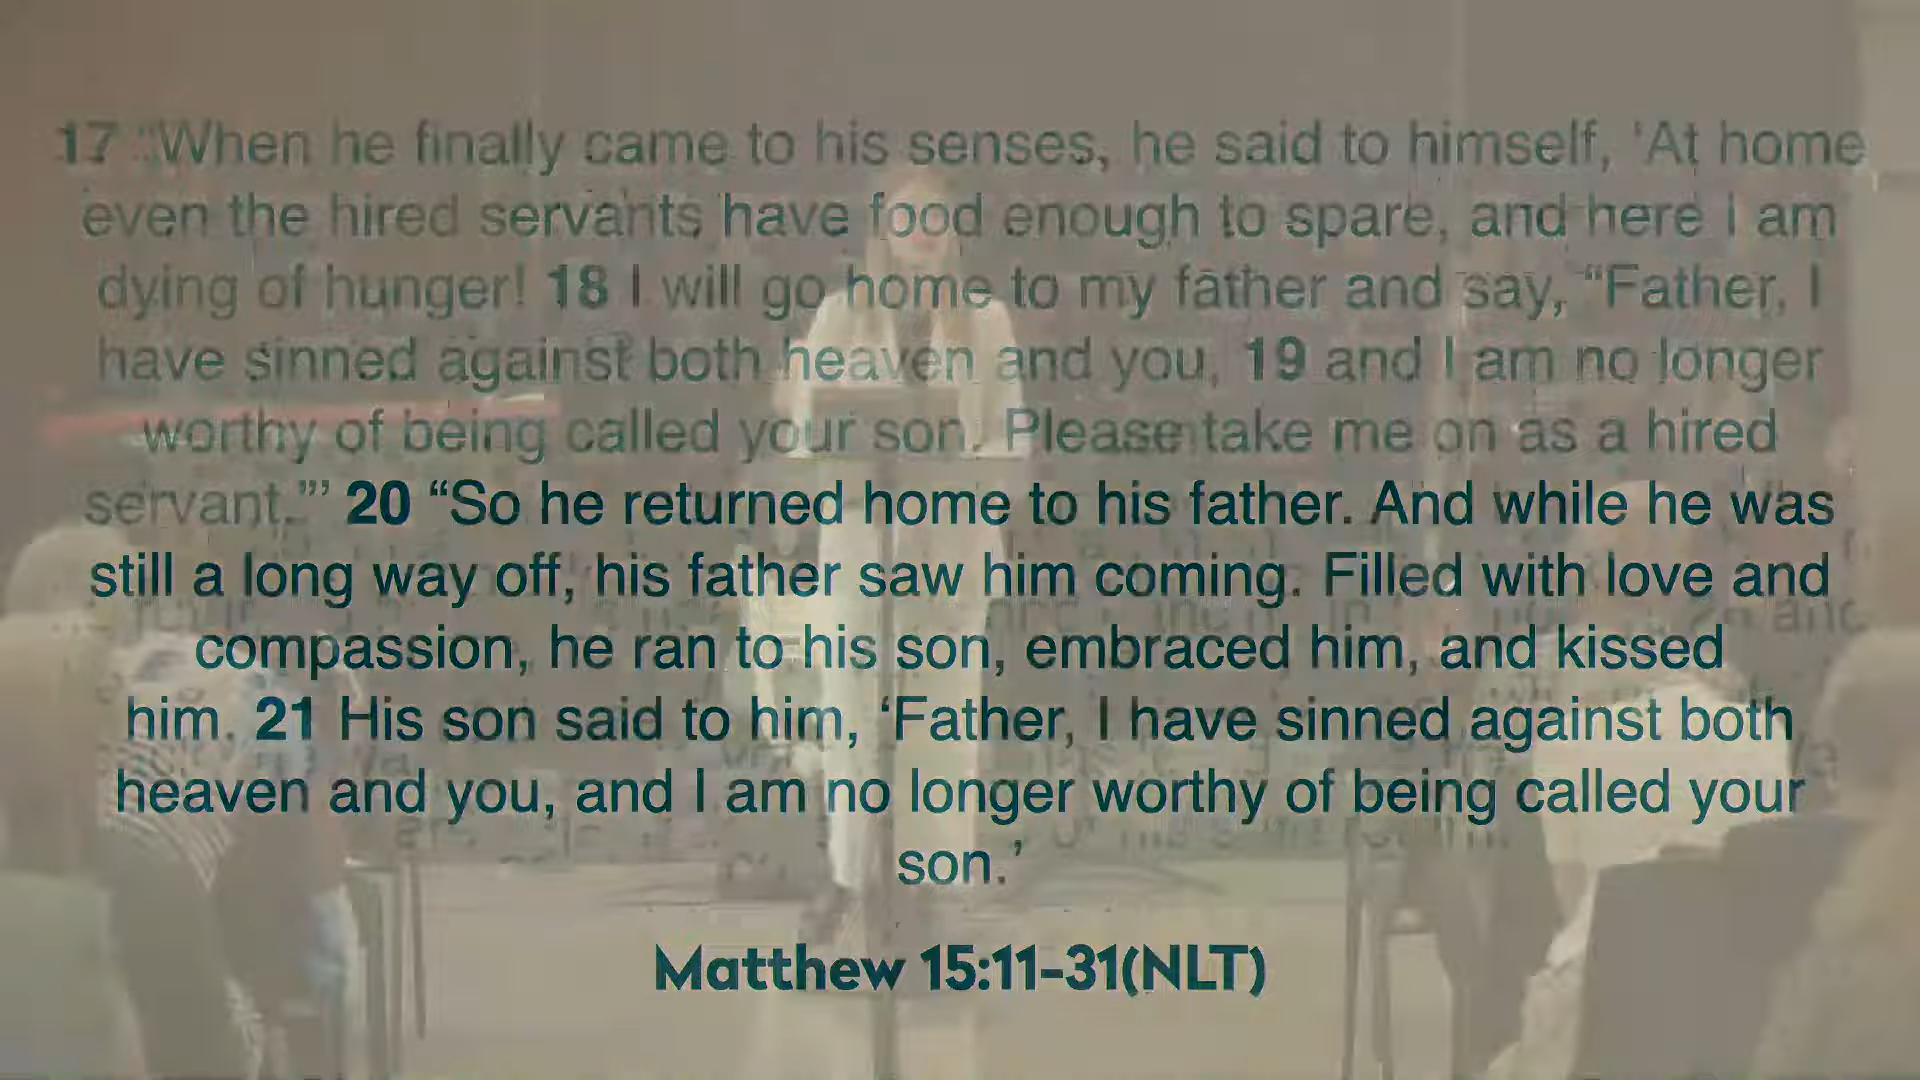 17 “When he finally came to his senses, he said to himself, ‘At home
even the hired servants have food enough to spare, and here I am
dying of hunger! 18 I will go home to my father and say, “Father, I
have sinned against both heaven and you, 19 and I am no longer
worthy of being called your son. Please take me on as a hired
servant.”’ 20 “So he returned home to his father. And while he was
still a long way off, his father saw him coming. Filled with love and
compassion, he ran to his son, embraced him, and kissed
him. 21 His son said to him, ‘Father, I have sinned against both
heaven and you, and I am no longer worthy of being called your
son.’
Matthew 15:11-31(NLT)